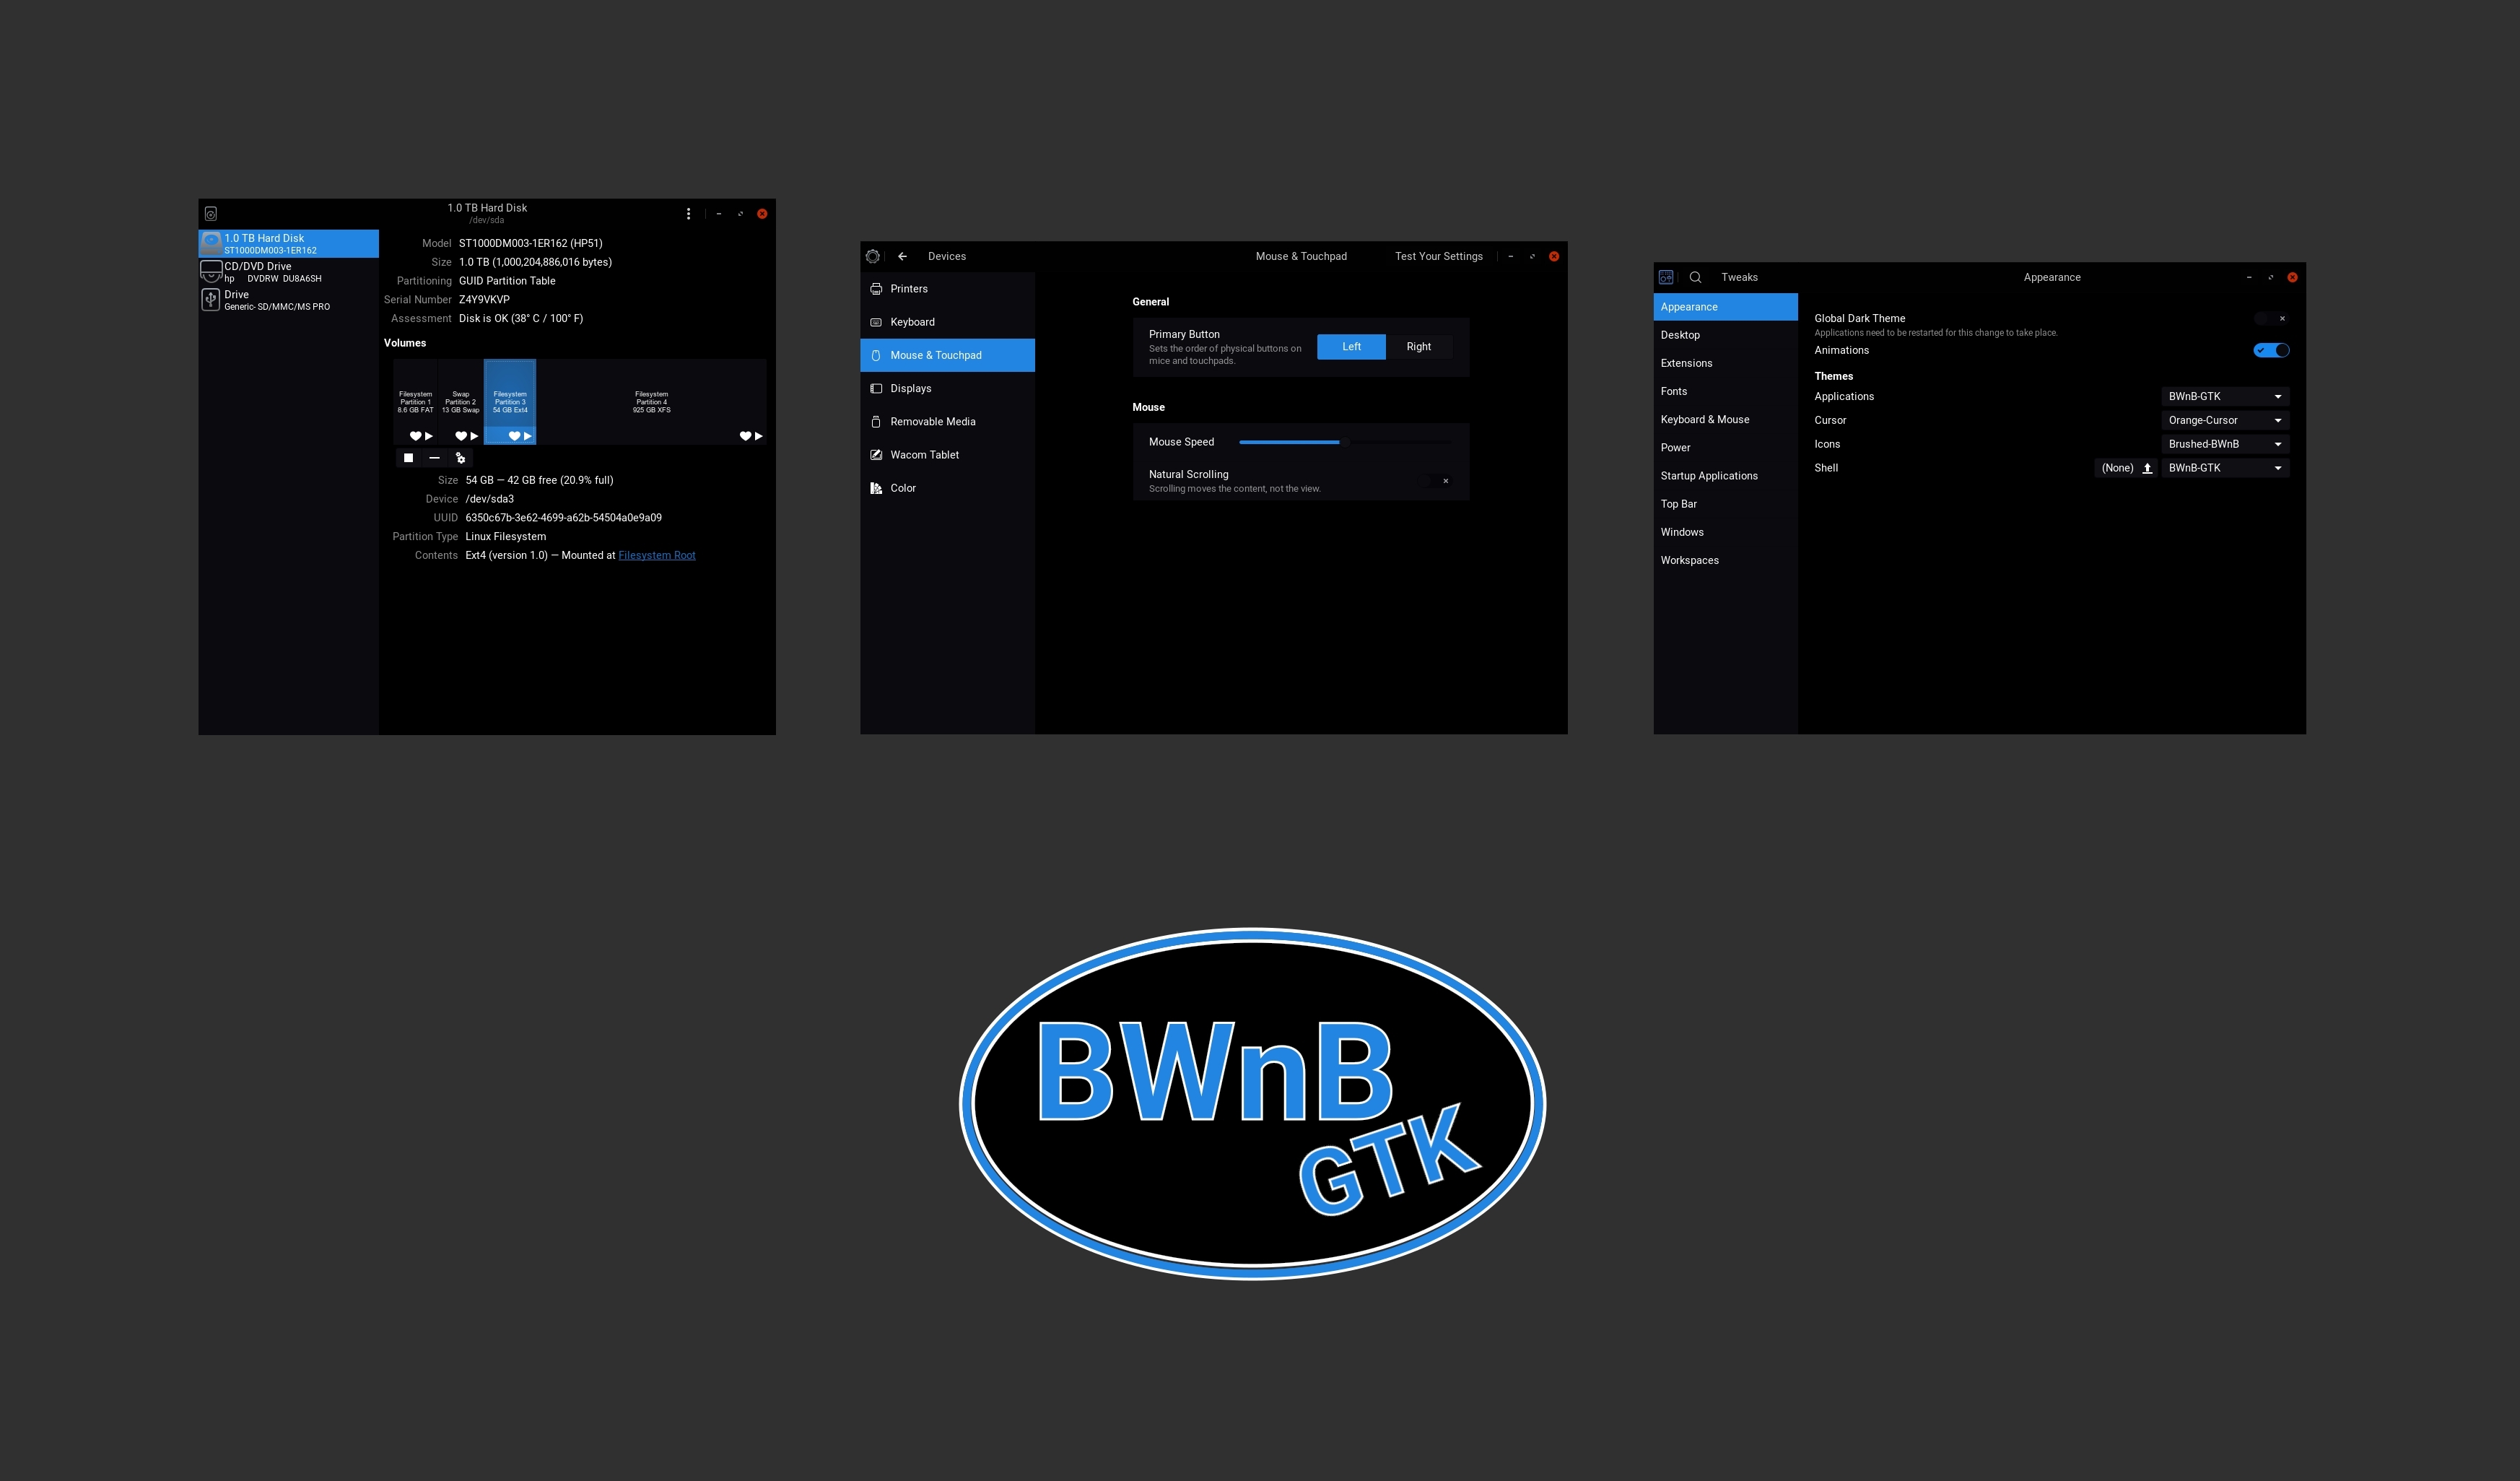 1.0 TB Hard Disk
/dev/sda
1.0 TB Hard Disk
ST1000DM003-1ER162
CD/DVD Drive
hp DVDRW DU8A6SH
Drive
Generic- SD/MMC/MS PRO
Model ST1000DM003-1ER162 (HP51)
Size 1.0 TB (1,000,204,886,016 bytes)
Partitioning GUID Partition Table
Serial Number Z4Y9VKVP
Assessment Disk is OK (38° C / 100° F)
Volumes
Filesystem
Partition 1
8.6 GB FAT
Swap
Partition 2
13 GB Swap
Filesystem
Partition 3
54 GB Ext4
Filesystem
Partition 4
925 GB XFS
Size 54 GB — 42 GB free (20.9% full)
Device /dev/sda3
UUID 6350c67b-3e62-4699-a62b-54504a0e9a09
Partition Type Linux Filesystem
Contents Ext4 (version 1.0) — Mounted at Filesystem Root
Devices
Mouse & Touchpad
Test Your Settings
Printers
Keyboard
Mouse & Touchpad
Displays
Removable Media
Wacom Tablet
Color
General
Primary Button
Sets the order of physical buttons on
mice and touchpads.
Left Right
Mouse
Mouse Speed
Natural Scrolling
Scrolling moves the content, not the view.
Tweaks
Appearance
Appearance
Desktop
Extensions
Fonts
Keyboard & Mouse
Power
Startup Applications
Top Bar
Windows
Workspaces
Global Dark Theme
Applications need to be restarted for this change to take place.
Animations
Themes
Applications BWnB-GTK
Cursor Orange-Cursor
Icons Brushed-BWnB
Shell (None) BWnB-GTK
BWnB
GTK